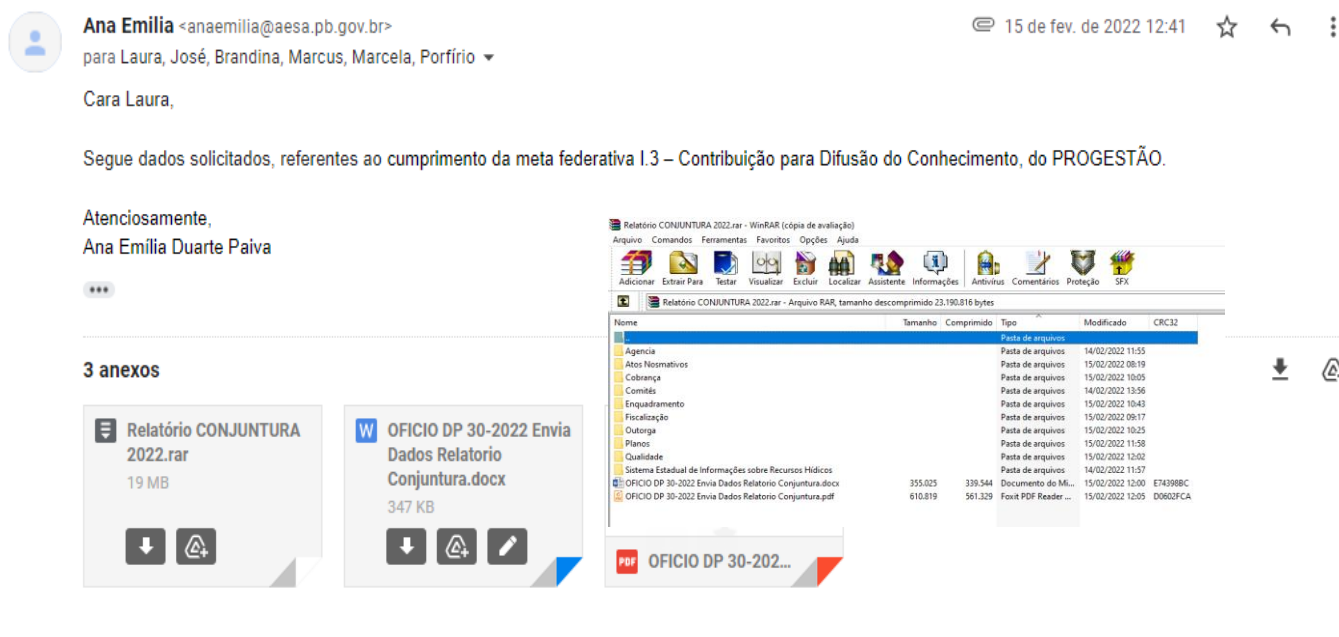 Ana Emilia <anaemilia@aesa.pb.gov.br>
15 de fev. de 2022 12:41
para Laura, José, Brandina, Marcus, Marcela, Porfírio
Cara Laura,
Segue dados solicitados, referentes ao cumprimento da meta federativa I.3 – Contribuição para Difusão do Conhecimento, do PROGESTÃO.
Atenciosamente,
Ana Emília Duarte Paiva
3 anexos
Relatório CONJUNTURA
2022.rar
19 MB
W
OFICIO DP 30-2022 Envia
Dados Relatorio
Conjuntura.docx
347 KB
Relatório CONJUNTURA 2022.rar - WinRAR (cópia de avaliação)
Arquivo Comandos Ferramentas Favoritos Opções Ajuda
Adicionar Extrair Para Testar Visualizar Excluir Localizar Assistente Informações Antivírus Comentários Proteção SFX
Relatório CONJUNTURA 2022.rar - Arquivo RAR, tamanho descomprimido 23.190.816 bytes
Nome Tamanho Comprimido Tipo Modificado CRC32
.. Pasta de arquivos
Agencia Pasta de arquivos 14/02/2022 11:55
Atos Nosmativos Pasta de arquivos 15/02/2022 08:19
Cobrança Pasta de arquivos 15/02/2022 10:05
Comitês Pasta de arquivos 14/02/2022 13:56
Enquadramento Pasta de arquivos 15/02/2022 10:43
Fiscalização Pasta de arquivos 15/02/2022 09:17
Outorga Pasta de arquivos 15/02/2022 10:25
Planos Pasta de arquivos 15/02/2022 11:58
Qualidade Pasta de arquivos 15/02/2022 12:02
Sistema Estadual de Informações sobre Recursos Hídicos Pasta de arquivos 14/02/2022 11:57
OFICIO DP 30-2022 Envia Dados Relatorio Conjuntura.docx 355.025 339.544 Documento do Mi... 15/02/2022 12:00 E74398BC
OFICIO DP 30-2022 Envia Dados Relatorio Conjuntura.pdf 610.819 561.329 Foxit PDF Reader ... 15/02/2022 12:05 D0602FCA
PDF OFICIO DP 30-202...